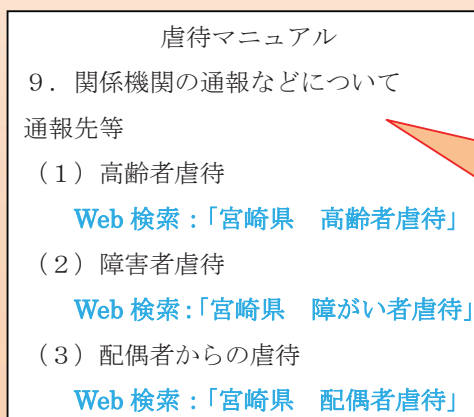 虐待マニュアル
９．関係機関の通報などについて
通報先等
（１）高齢者虐待
Web 検索：「宮崎県　高齢者虐待」
（２）障害者虐待
Web 検索：「宮崎県　障がい者虐待」
（３）配偶者からの虐待
Web 検索：「宮崎県　配偶者虐待」